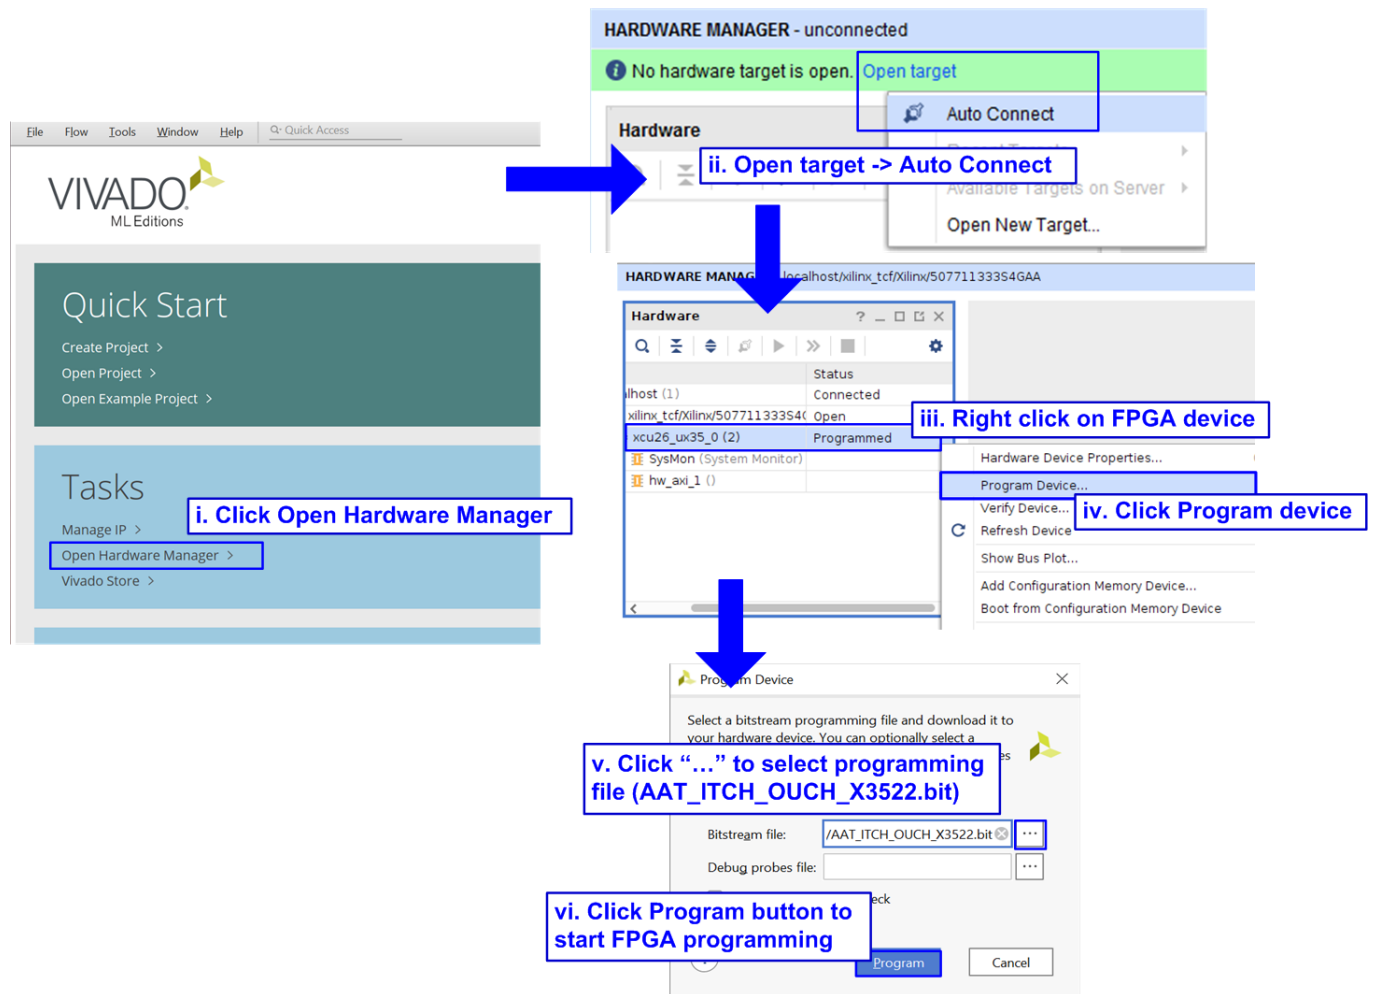 File Flow Tools Window Help Quick Access
VIVADO
ML Editions
Quick Start
Create Project >
Open Project >
Open Example Project >
Tasks
Manage IP >
i. Click Open Hardware Manager
Open Hardware Manager >
Vivado Store >
HARDWARE MANAGER - unconnected
No hardware target is open. Open target
Auto Connect
Hardware
ii. Open target -> Auto Connect
Available Targets on Server
Open New Target...
HARDWARE localhost/xilinx_tcf/Xilinx/507711333S4GAA
Hardware
Status
lhost (1) Connected
xilinx_tcf/Xilinx/507711333S4( Open
iii. Right click on FPGA device
xcu26_ux35_0 (2) Programmed
SysMon (System Monitor)
hw_axi_1 ()
Hardware Device Properties...
Program Device...
iv. Click Program device
Verify Device...
Refresh Device
Show Bus Plot...
Add Configuration Memory Device...
Boot from Configuration Memory Device
Program Device
Select a bitstream programming file and download it to
your hardware device. You can optionally select a
v. Click “...” to select programming
file (AAT_ITCH_OUCH_X3522.bit)
Bitstream file: /AAT_ITCH_OUCH_X3522.bit ...
Debug probes file: ...
vi. Click Program button to
start FPGA programming
Program Cancel